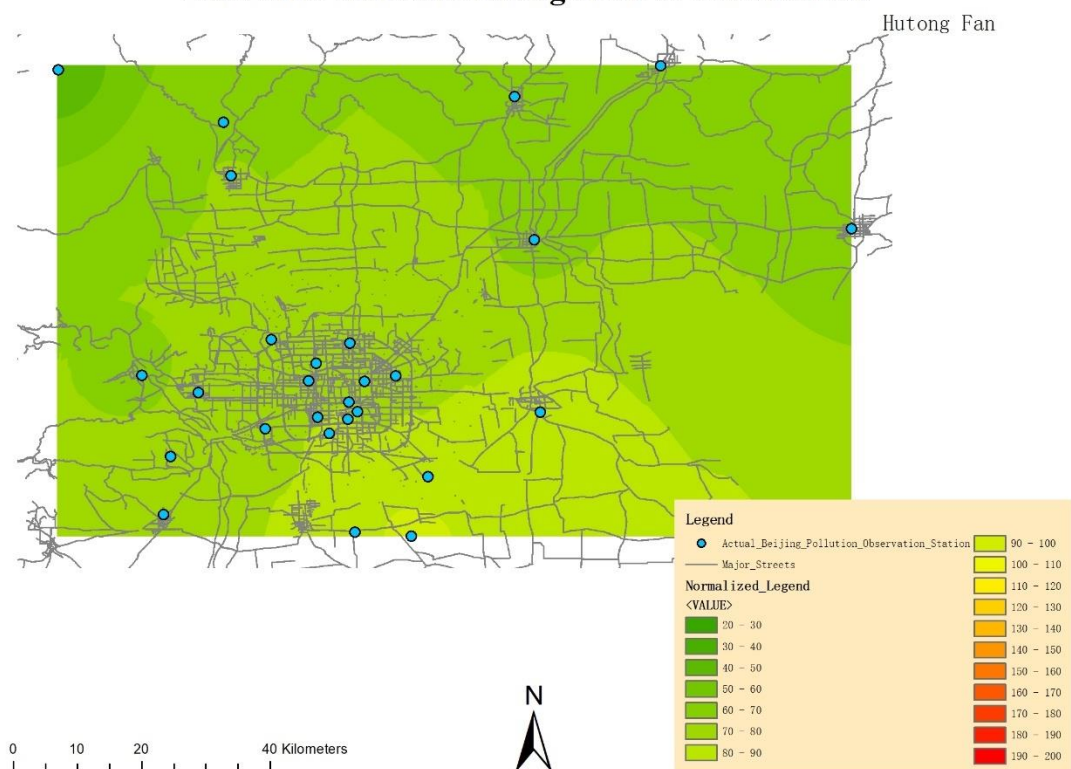 Hutong Fan
Legend
Actual_Beijing_Pollution_Observation_Station
Major_Streets
Normalized_Legend
<VALUE>
20 - 30
30 - 40
40 - 50
50 - 60
60 - 70
70 - 80
80 - 90
90 - 100
100 - 110
110 - 120
120 - 130
130 - 140
140 - 150
150 - 160
160 - 170
170 - 180
180 - 190
190 - 200
N
0 10 20 40 Kilometers